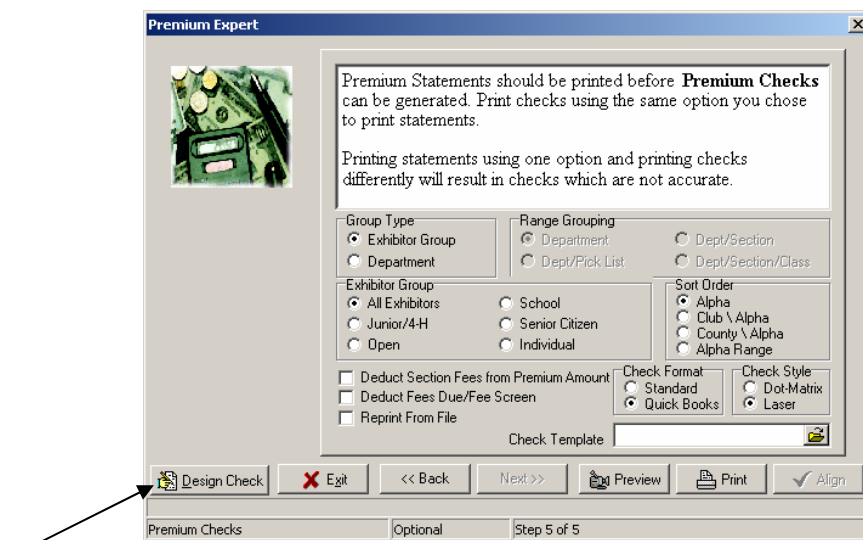 Premium Expert
Premium Statements should be printed before Premium Checks
can be generated. Print checks using the same option you chose
to print statements.
Printing statements using one option and printing checks
differently will result in checks which are not accurate.
Group Type
Exhibitor Group
Department
Range Grouping
Department
Dept/Section
Dept/Pick List
Dept/Section/Class
Exhibitor Group
All Exhibitors
School
Junior/4-H
Senior Citizen
Open
Individual
Sort Order
Alpha
Club \ Alpha
County \ Alpha
Alpha Range
Deduct Section Fees from Premium Amount
Deduct Fees Due/Fee Screen
Reprint From File
Check Format
Standard
Quick Books
Check Style
Dot-Matrix
Laser
Check Template
Design Check
Exit
<< Back
Next >>
Preview
Print
Align
Premium Checks
Optional
Step 5 of 5